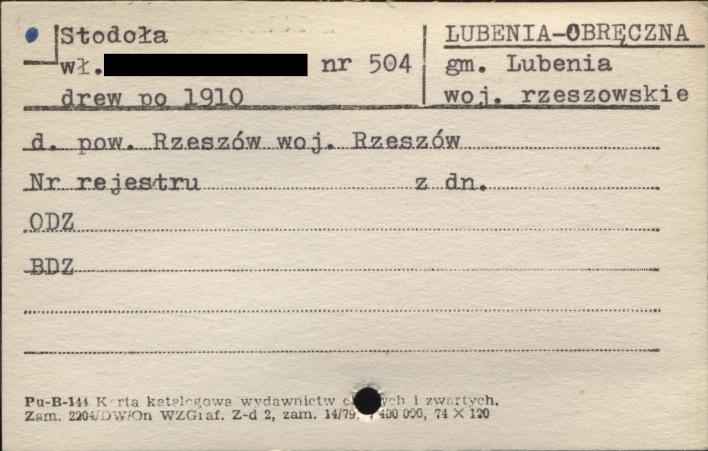 Stodoła
wł. nr 504
drew po 1910
LUBENIA-OBRĘCZNA
gm. Lubenia
woj. rzeszowskie
d. pow. Rzeszów woj. Rzeszów
Nr rejestru z dn.
ODZ
BDZ
Pu-B-144 Karta katalogowa wydawnictw i zwartych.
Zam. 2204/DW/On WZGraf. Z-d 2, zam. 14/79, 400 000, 74 × 120